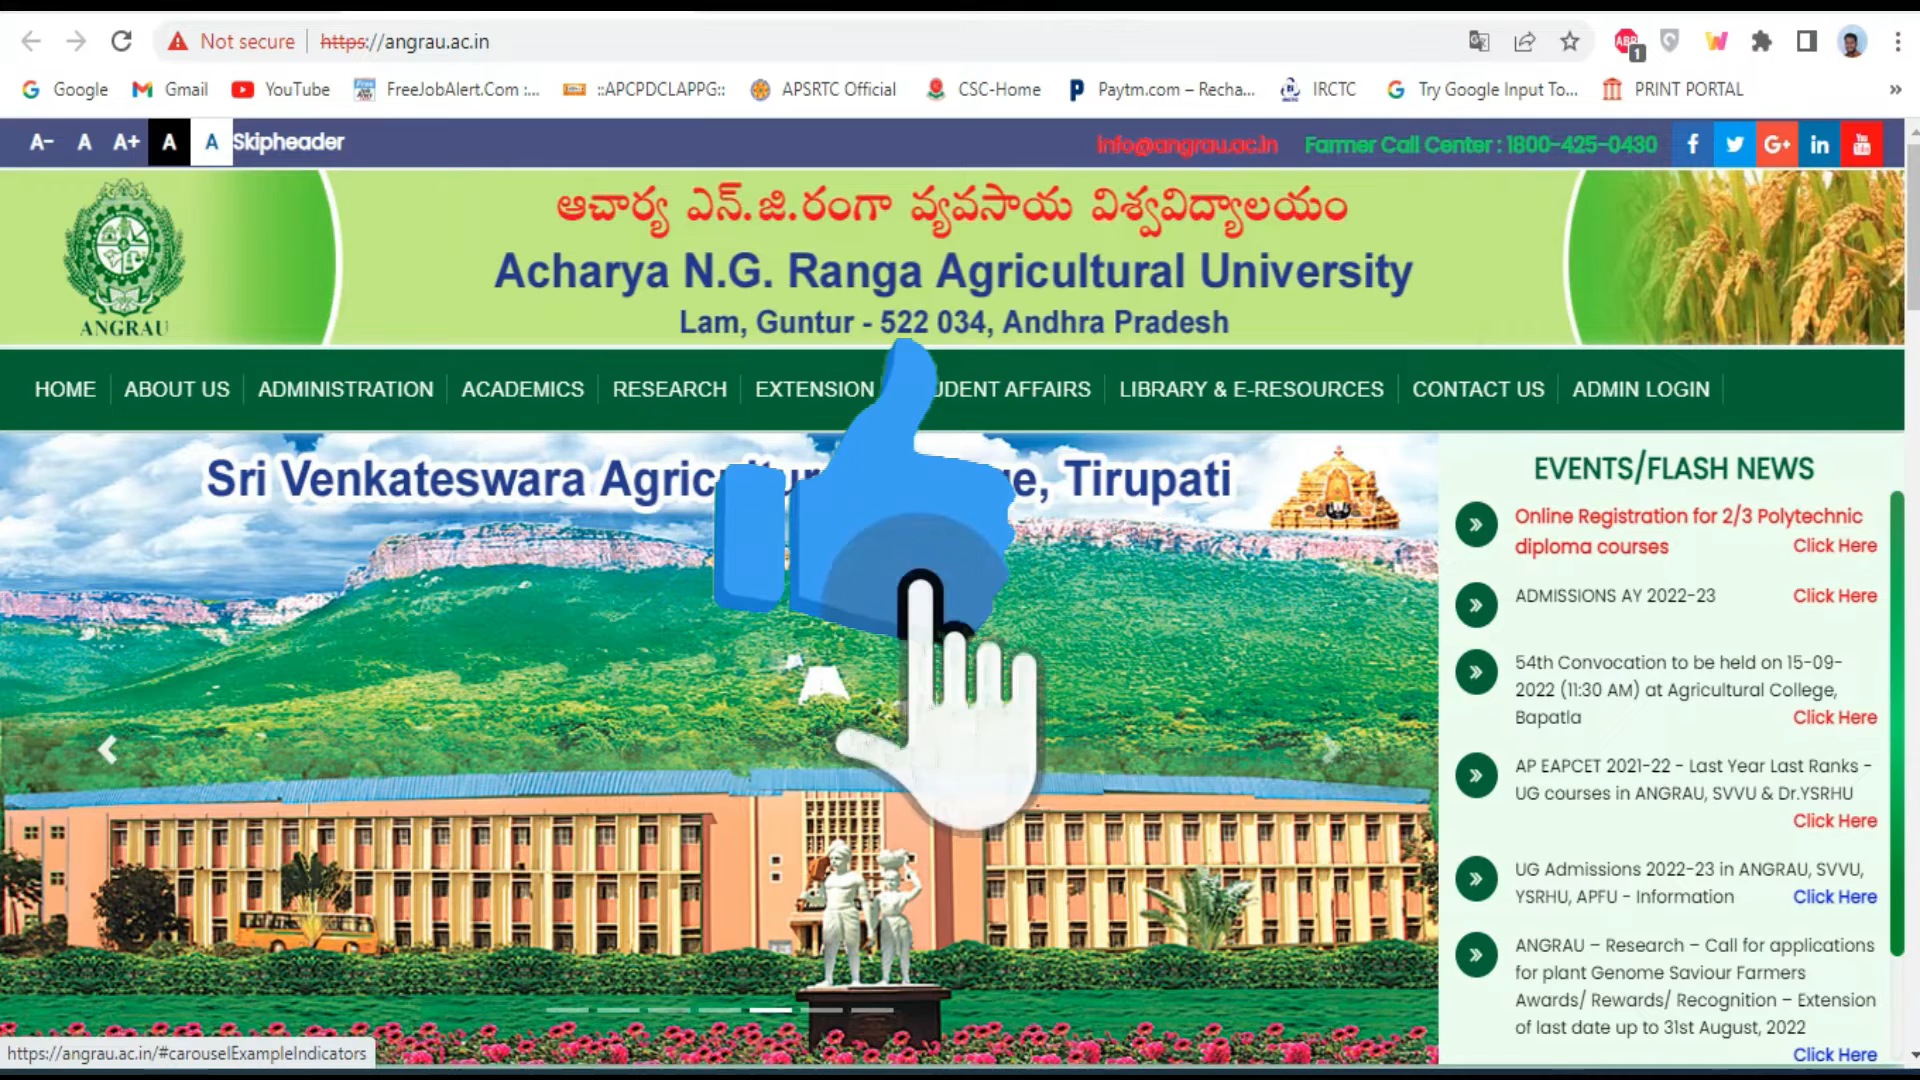 Not secure https://angrau.ac.in
ABP 1
Google Gmail YouTube FreeJobAlert.Com :... ::APCPDCLAPPG:: APSRTC Official CSC-Home Paytm.com – Recha... IRCTC Try Google Input To... PRINT PORTAL »
A- A A+ A A Skipheader info@angrau.ac.in Farmer Call Center : 1800-425-0430
ఆచార్య ఎన్.జి.రంగా వ్యవసాయ విశ్వవిద్యాలయం
Acharya N.G. Ranga Agricultural University
Lam, Guntur - 522 034, Andhra Pradesh
ANGRAU
HOME ABOUT US ADMINISTRATION ACADEMICS RESEARCH EXTENSION UDENT AFFAIRS LIBRARY & E-RESOURCES CONTACT US ADMIN LOGIN
Sri Venkateswara Agric e, Tirupati
EVENTS/FLASH NEWS
Online Registration for 2/3 Polytechnic
diploma courses Click Here
ADMISSIONS AY 2022-23 Click Here
54th Convocation to be held on 15-09-
2022 (11:30 AM) at Agricultural College,
Bapatla Click Here
AP EAPCET 2021-22 - Last Year Last Ranks -
UG courses in ANGRAU, SVVU & Dr.YSRHU
Click Here
UG Admissions 2022-23 in ANGRAU, SVVU,
YSRHU, APFU - Information Click Here
ANGRAU – Research – Call for applications
for plant Genome Saviour Farmers
Awards/ Rewards/ Recognition – Extension
of last date up to 31st August, 2022
Click Here
https://angrau.ac.in/#carouselExampleIndicators